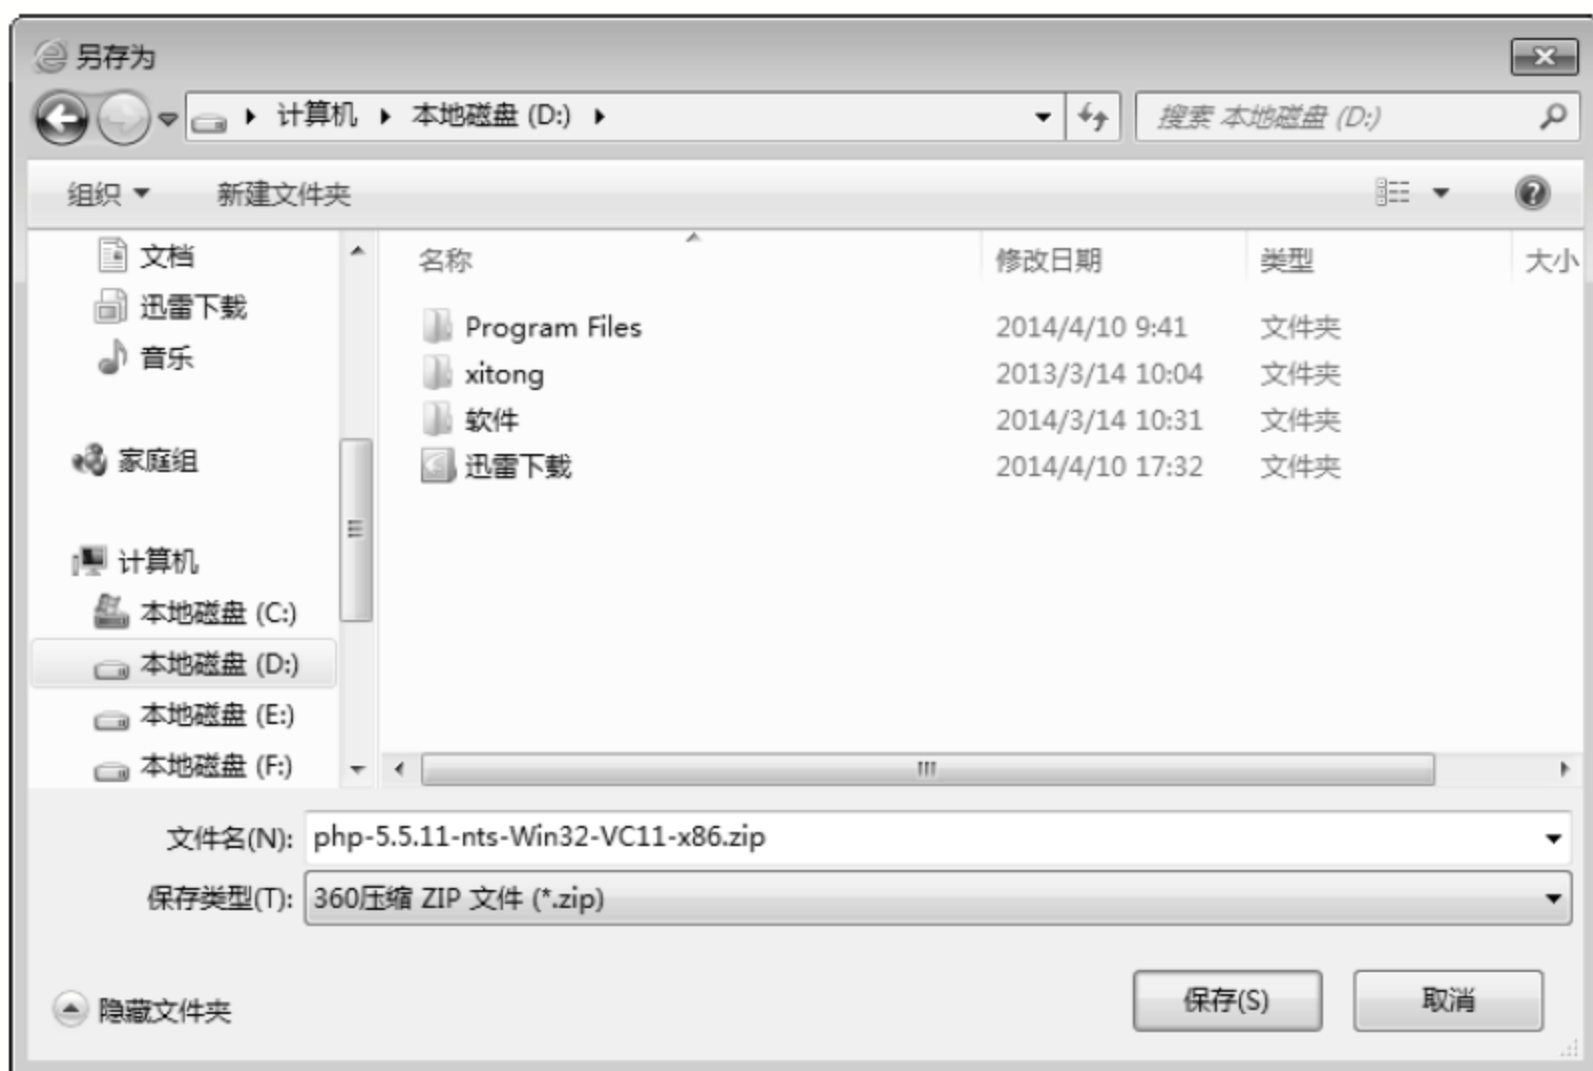 另存为
计算机 本地磁盘 (D:)
搜索 本地磁盘 (D:)
组织 新建文件夹
文档
迅雷下载
音乐
家庭组
计算机
本地磁盘 (C:)
本地磁盘 (D:)
本地磁盘 (E:)
本地磁盘 (F:)
名称 修改日期 类型 大小
Program Files 2014/4/10 9:41 文件夹
xitong 2013/3/14 10:04 文件夹
软件 2014/3/14 10:31 文件夹
迅雷下载 2014/4/10 17:32 文件夹
文件名(N): php-5.5.11-nts-Win32-VC11-x86.zip
保存类型(T): 360压缩 ZIP 文件 (*.zip)
隐藏文件夹
保存(S) 取消